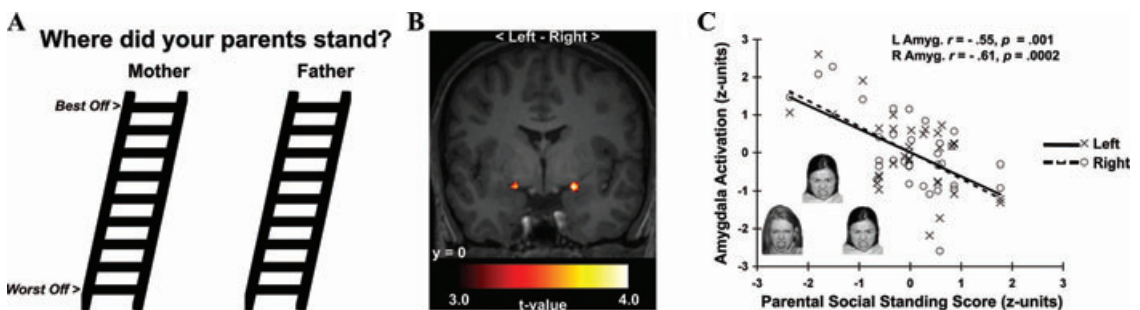 A
Where did your parents stand?
Mother Father
Best Off >
Worst Off >
B
< Left - Right >
y = 0
3.0 4.0
t-value
C
L Amyg. r = - .55, p = .001
R Amyg. r = - .61, p = .0002
Amygdala Activation (z-units)
3
2
1
0
-1
-2
-3
-3 -2 -1 0 1 2 3
Parental Social Standing Score (z-units)
Left
Right